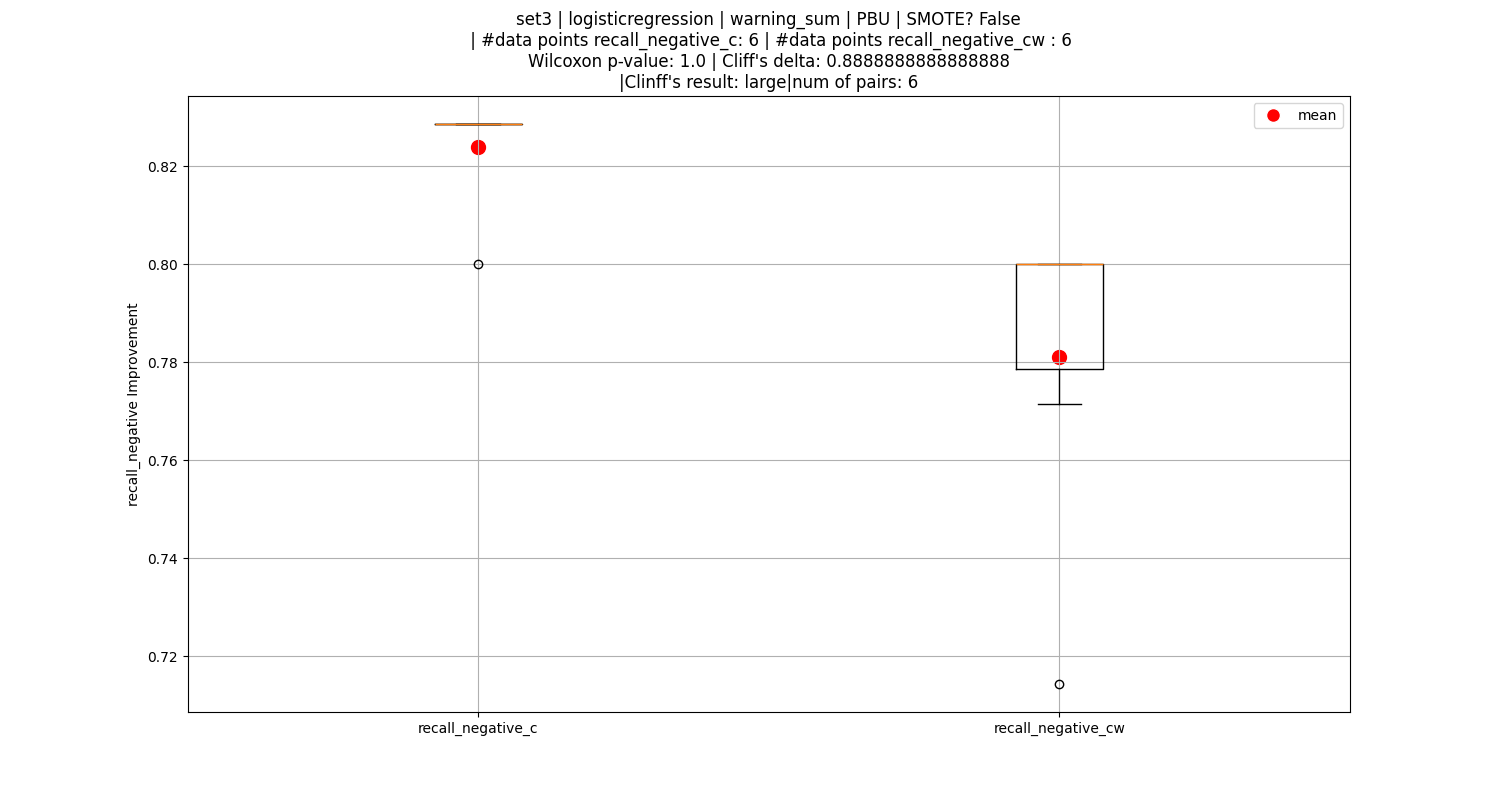 set3 | logisticregression | warning_sum | PBU | SMOTE? False
| #data points recall_negative_c: 6 | #data points recall_negative_cw : 6
Wilcoxon p-value: 1.0 | Cliff's delta: 0.8888888888888888
|Clinff's result: large|num of pairs: 6
mean
recall_negative Improvement
0.82
0.80
0.78
0.76
0.74
0.72
recall_negative_c
recall_negative_cw